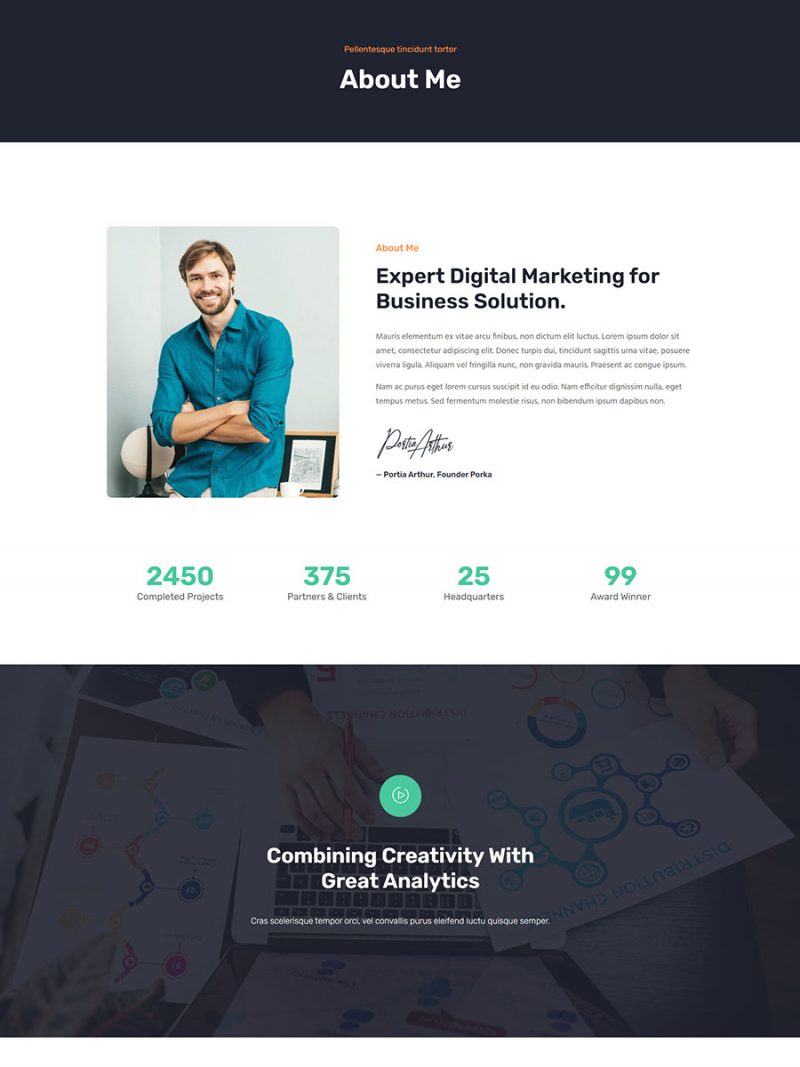 Pellentesque tincidunt tortor
About Me
About Me
Expert Digital Marketing for
Business Solution.
Mauris elementum ex vitae arcu finibus, non dictum elit luctus. Lorem ipsum dolor sit
amet, consectetur adipiscing elit. Donec turpis dui, tincidunt sagittis urna vitae, posuere
viverra ligula. Aliquam vel fringilla nunc, non gravida mauris. Praesent ac congue ipsum.
Nam ac purus eget lorem cursus suscipit id eu odio. Nam efficitur dignissim nulla, eget
tempus metus. Sed fermentum molestie risus, non bibendum ipsum dapibus non.
Portia Arthur
— Portia Arthur, Founder Porka
2450
Completed Projects
375
Partners & Clients
25
Headquarters
99
Award Winner
DISTRIBUTION CHANNELS
Combining Creativity With
Great Analytics
DISTRIBUTION CHANN
Cras scelerisque tempor orci, vel convallis purus eleifend luctu quisque semper.